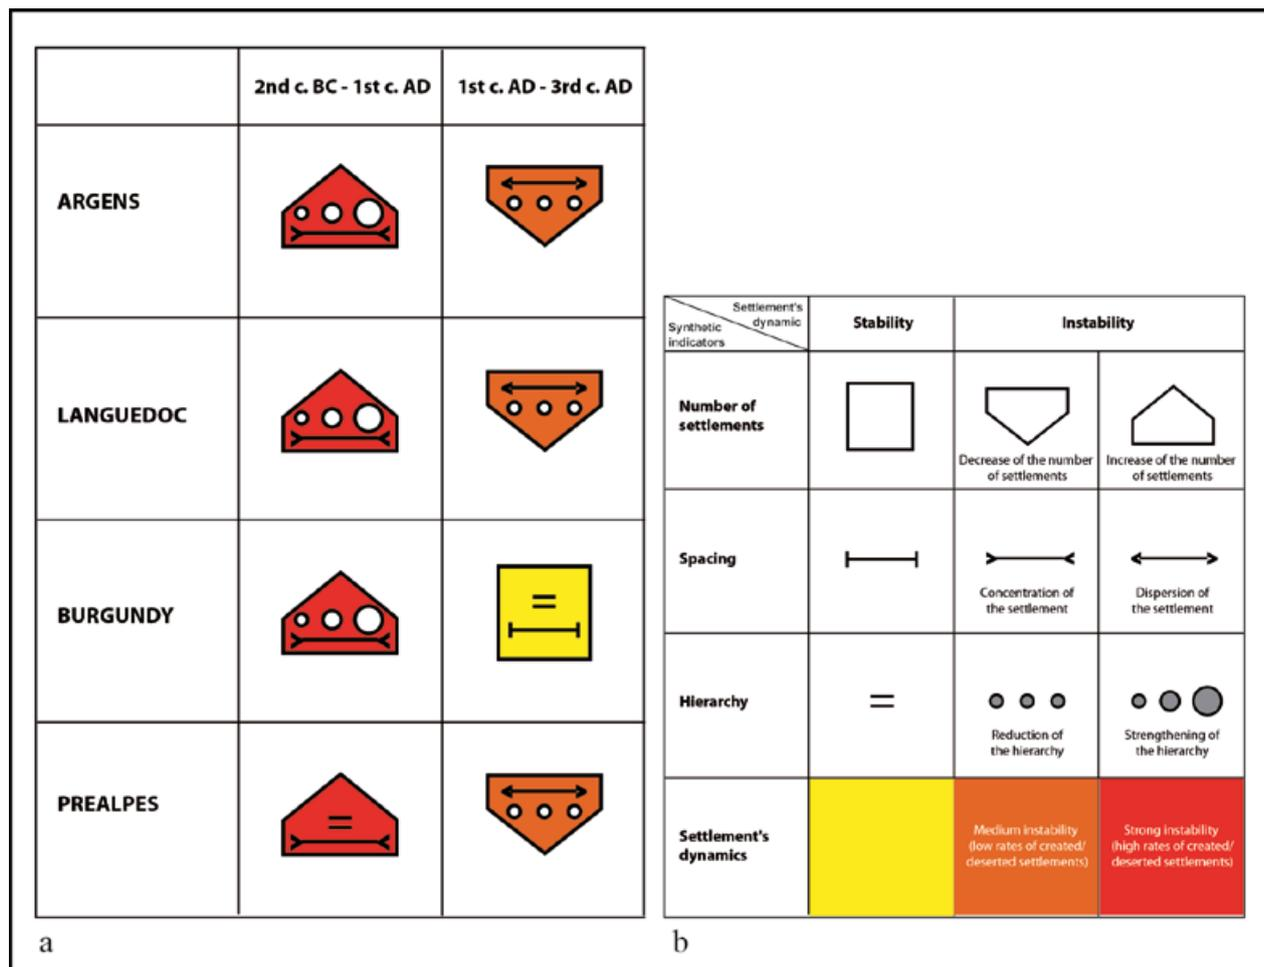 2nd c. BC - 1st c. AD
1st c. AD - 3rd c. AD
ARGENS
LANGUEDOC
BURGUNDY
=
PREALPES
=
a
Settlement's
dynamic
Synthetic
indicators
Stability
Instability
Number of
settlements
Decrease of the number
of settlements
Increase of the number
of settlements
Spacing
Concentration of
the settlement
Dispersion of
the settlement
Hierarchy
=
Reduction of
the hierarchy
Strengthening of
the hierarchy
Settlement's
dynamics
Medium instability
(low rates of created/
deserted settlements)
Strong instability
(high rates of created/
deserted settlements)
b